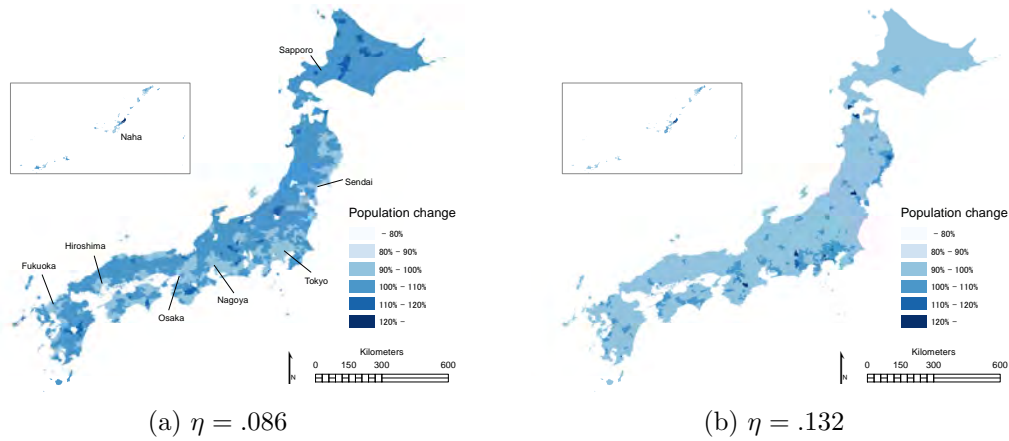 Sapporo
Naha
Sendai
Population change
- 80%
80% - 90%
90% - 100%
100% - 110%
110% - 120%
120% -
Hiroshima
Fukuoka
Tokyo
Nagoya
Osaka
Kilometers
N
0 150 300 600
(a) η = .086
Population change
- 80%
80% - 90%
90% - 100%
100% - 110%
110% - 120%
120% -
Kilometers
N
0 150 300 600
(b) η = .132